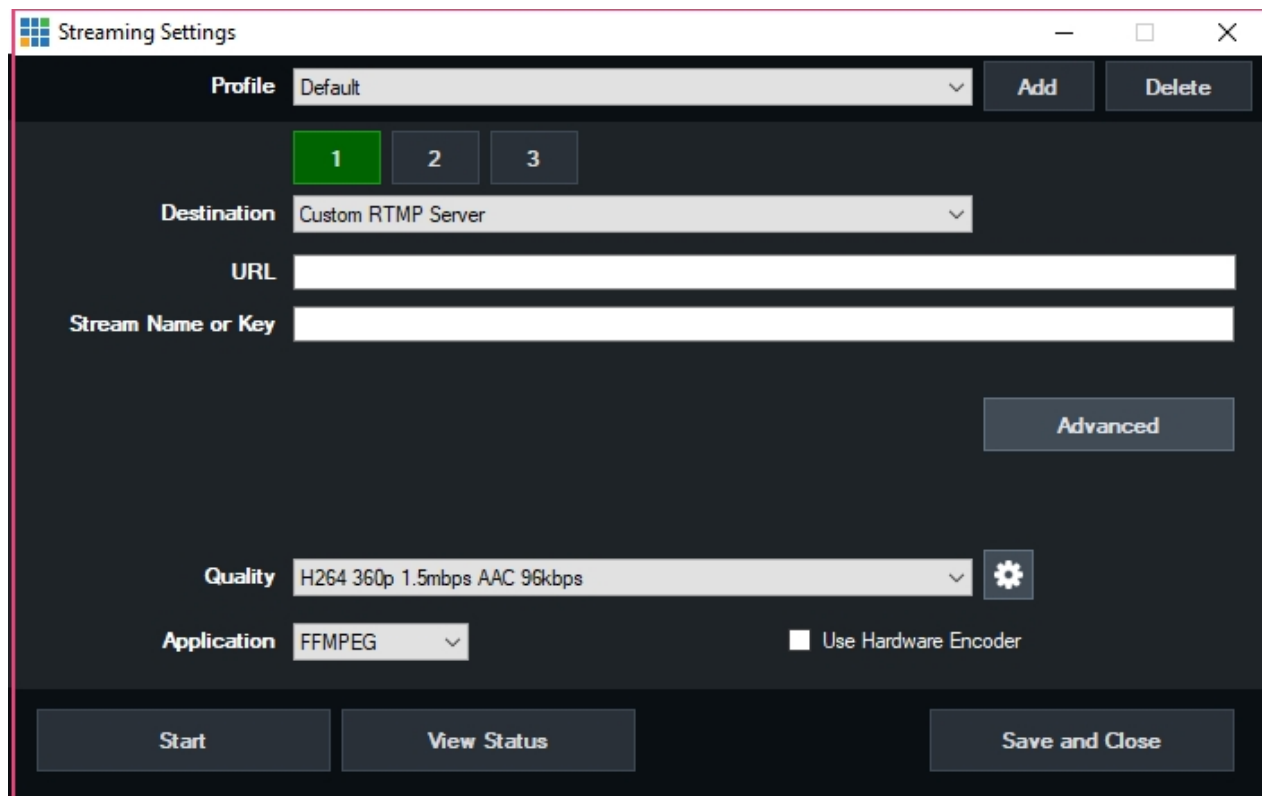 Streaming Settings
Profile Default Add Delete
1 2 3
Destination Custom RTMP Server
URL
Stream Name or Key
Advanced
Quality H264 360p 1.5mbps AAC 96kbps
Application FFMPEG Use Hardware Encoder
Start View Status Save and Close